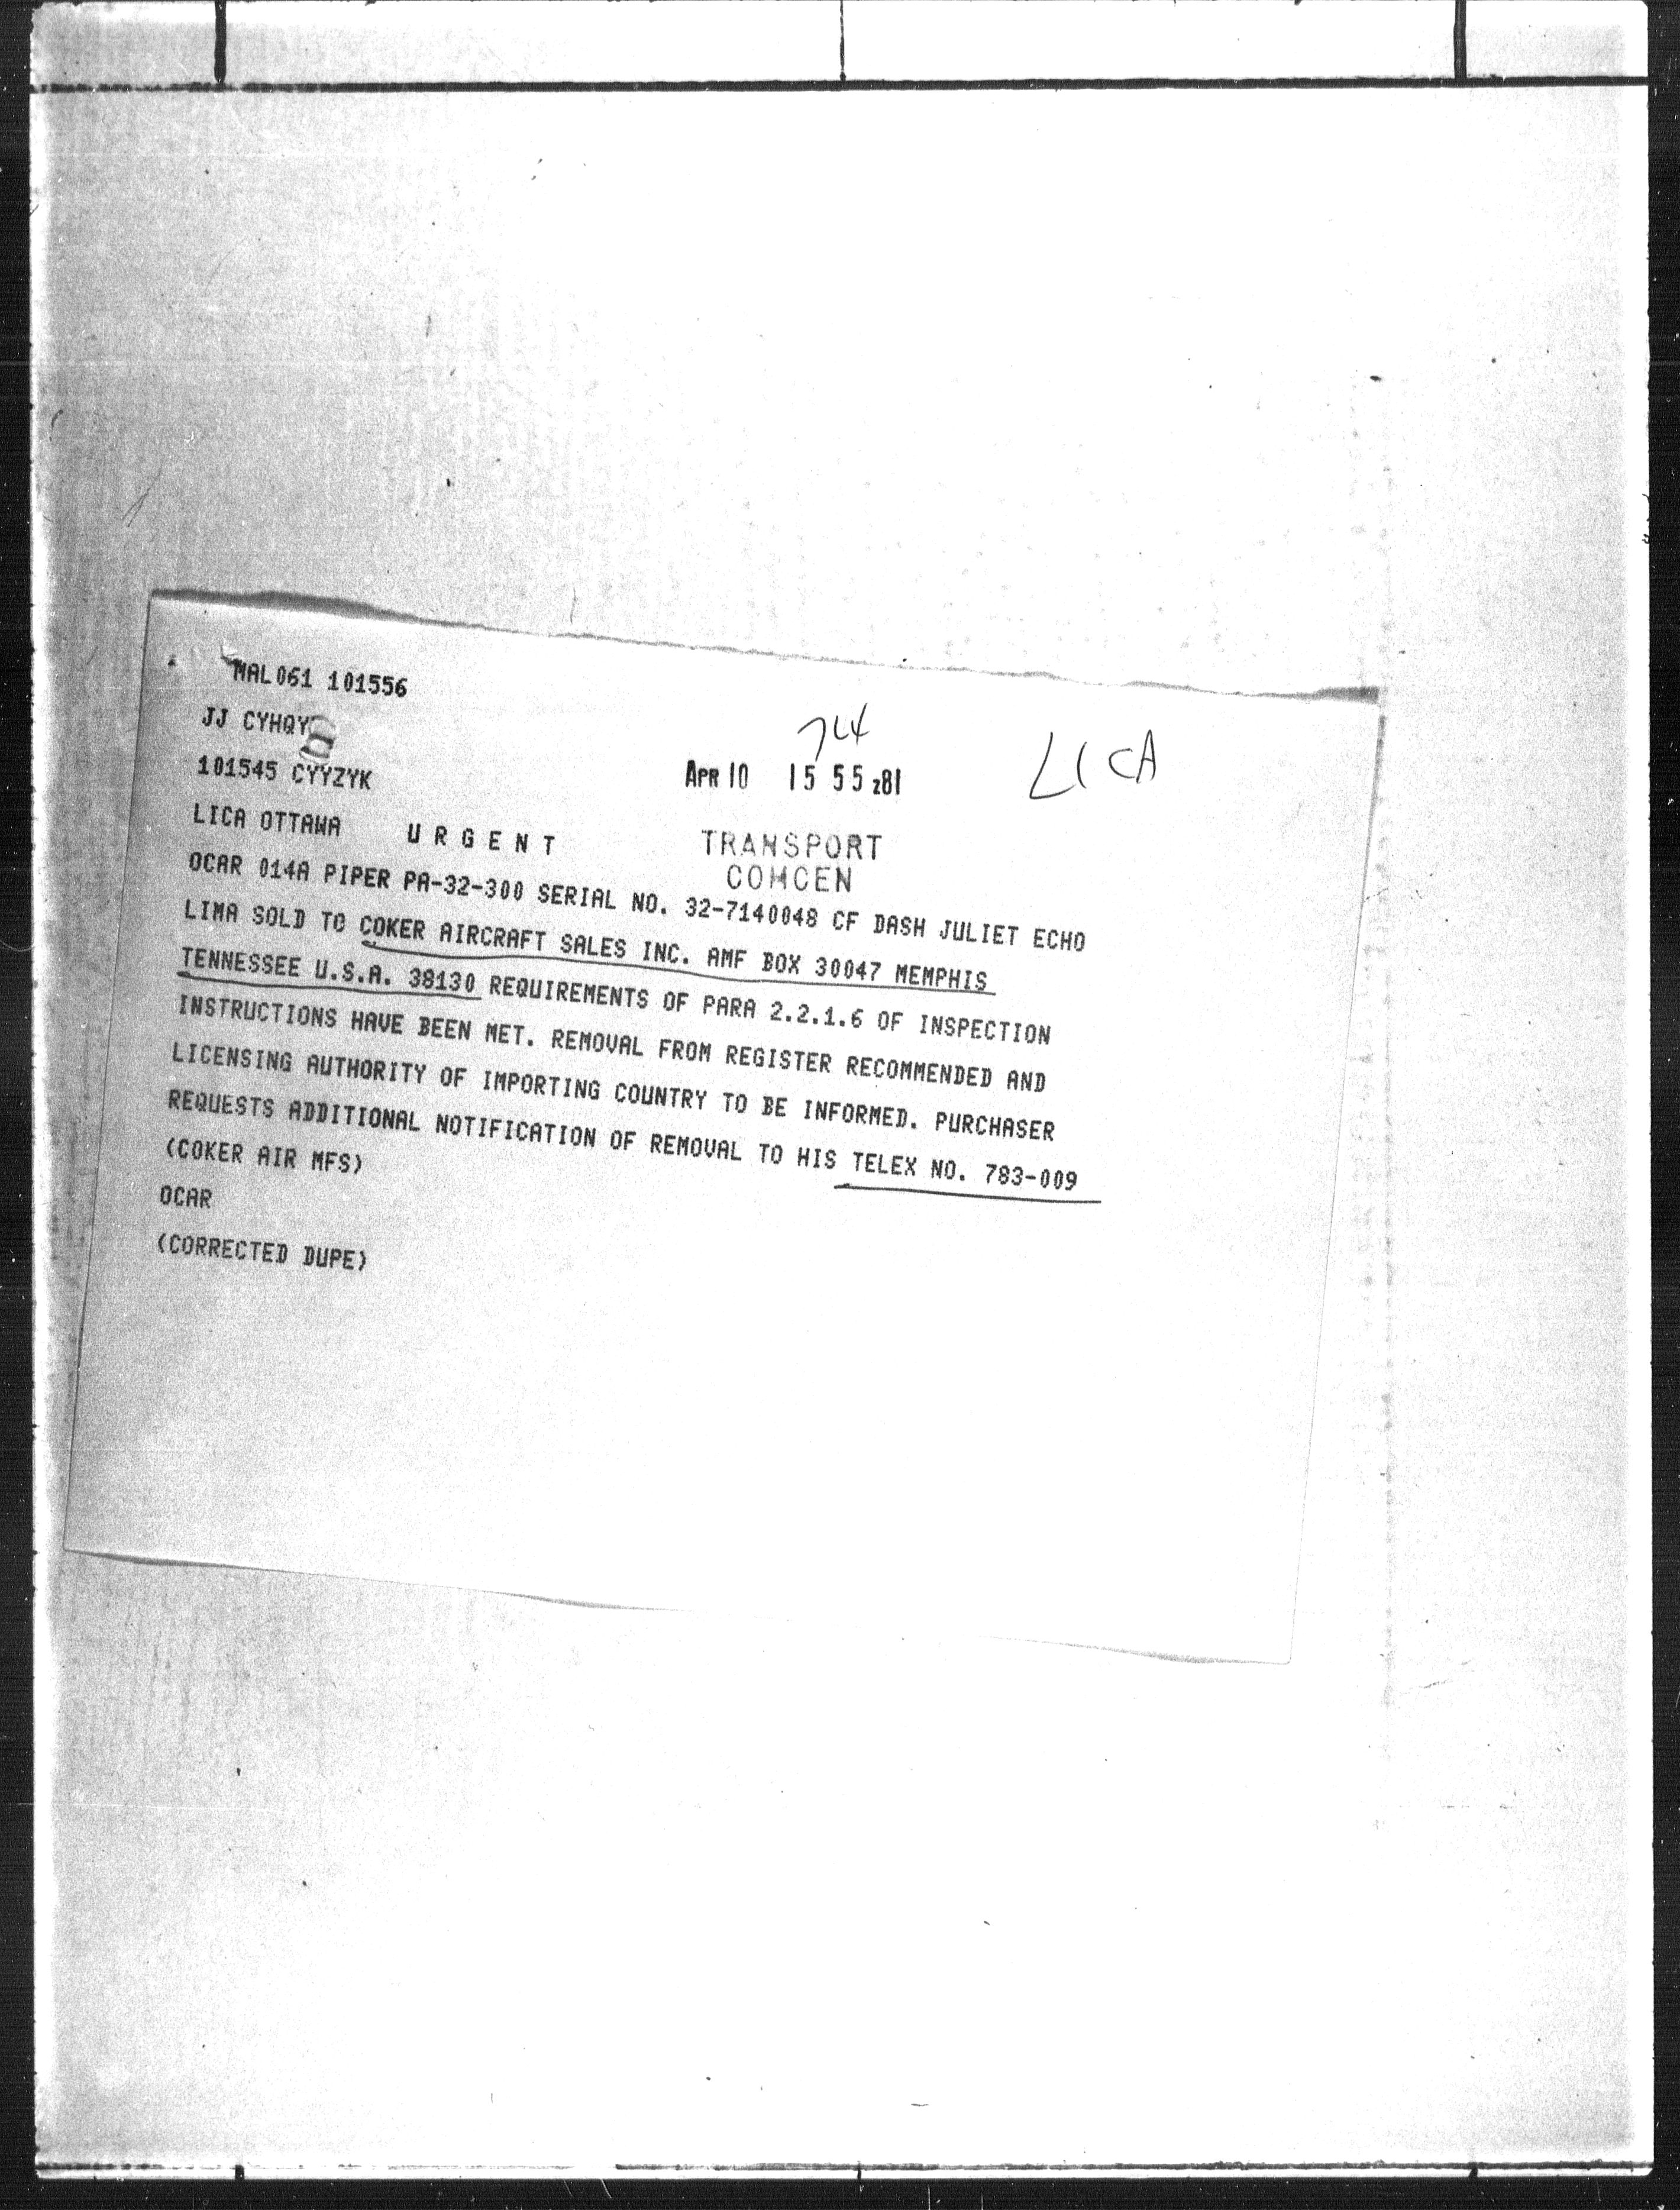 MAL061 101556
JJ CYHQY
101545 CYYZYK
LICA OTTAWA URGENT
APR 10 15 55 Z81
LICA
TRANSPORT
COMCEN
OCAR 014A PIPER PA-32-300 SERIAL NO. 32-7140048 CF DASH JULIET ECHO
LIMA SOLD TO COKER AIRCRAFT SALES INC. AMF BOX 30047 MEMPHIS
TENNESSEE U.S.A. 38130 REQUIREMENTS OF PARA 2.2.1.6 OF INSPECTION
INSTRUCTIONS HAVE BEEN MET. REMOVAL FROM REGISTER RECOMMENDED AND
LICENSING AUTHORITY OF IMPORTING COUNTRY TO BE INFORMED. PURCHASER
REQUESTS ADDITIONAL NOTIFICATION OF REMOVAL TO HIS TELEX NO. 783-009
(COKER AIR MFS)
OCAR
(CORRECTED DUPE)